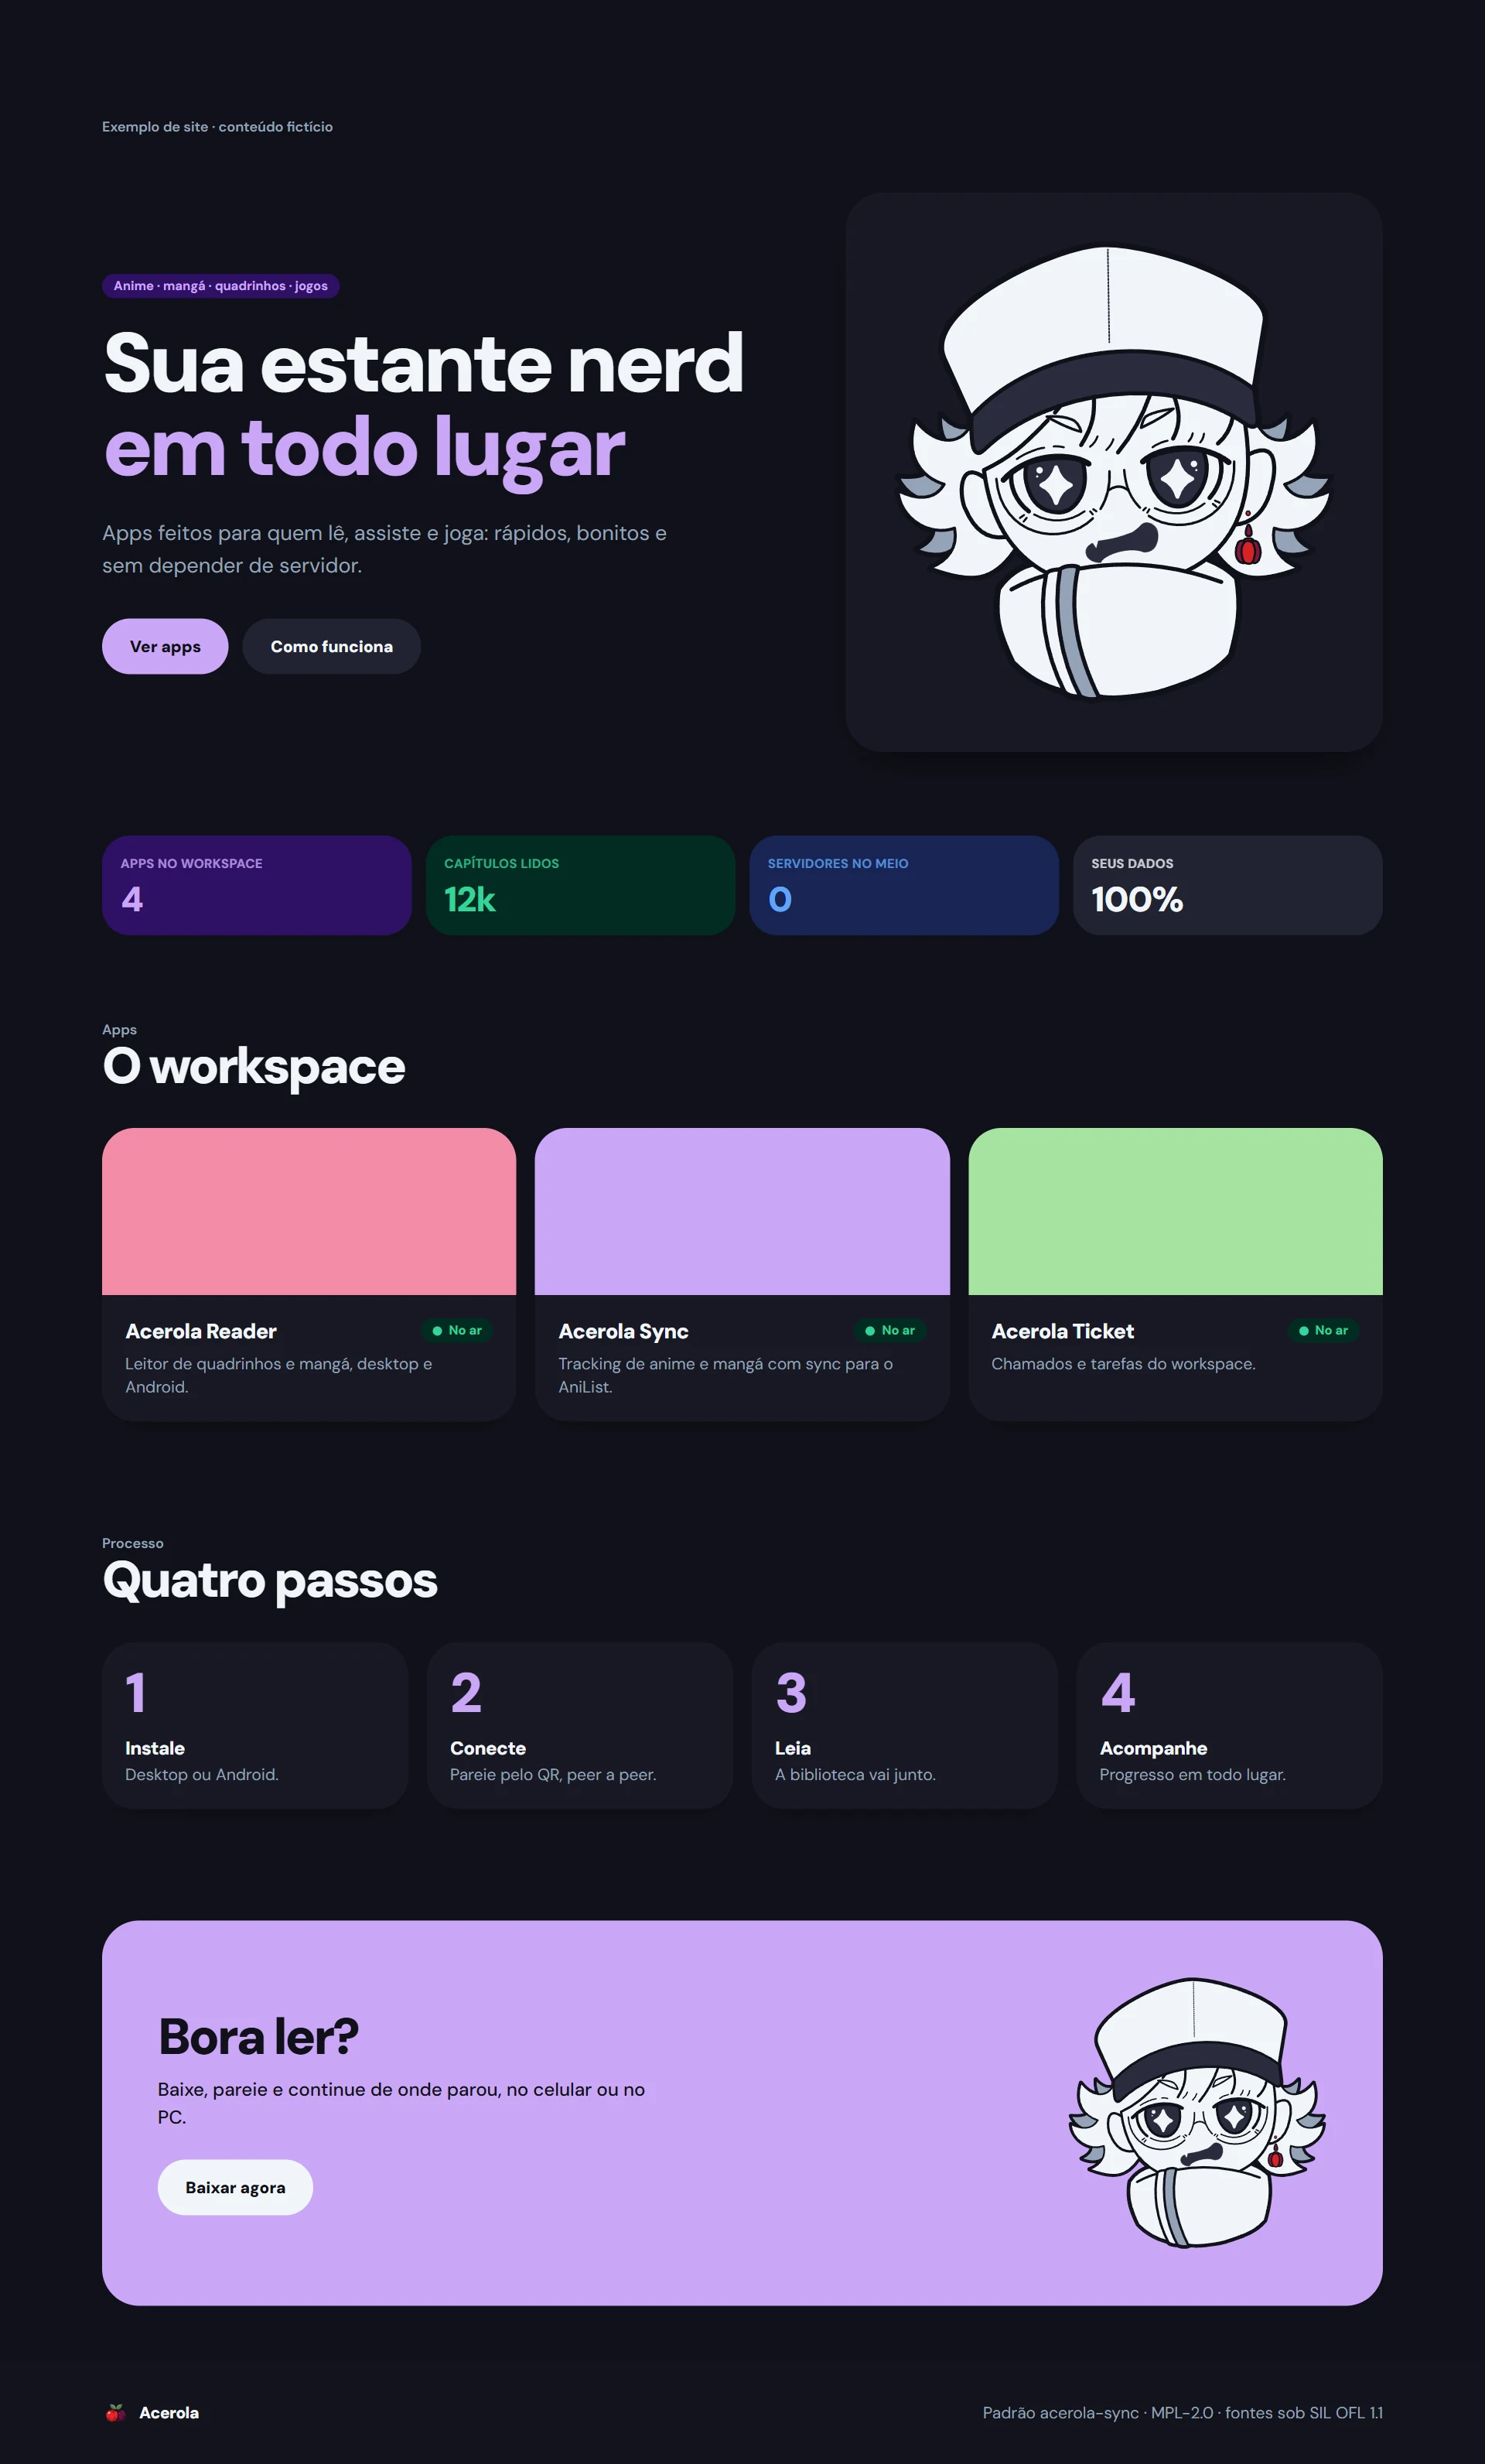 Exemplo de site · conteúdo fictício
Anime · mangá · quadrinhos · jogos
Sua estante nerd
em todo lugar
Apps feitos para quem lê, assiste e joga: rápidos, bonitos e
sem depender de servidor.
Ver apps
Como funciona
APPS NO WORKSPACE
4
CAPÍTULOS LIDOS
12k
SERVIDORES NO MEIO
0
SEUS DADOS
100%
Apps
O workspace
Acerola Reader
No ar
Leitor de quadrinhos e mangá, desktop e
Android.
Acerola Sync
No ar
Tracking de anime e mangá com sync para o
AniList.
Acerola Ticket
No ar
Chamados e tarefas do workspace.
Processo
Quatro passos
1
Instale
Desktop ou Android.
2
Conecte
Pareie pelo QR, peer a peer.
3
Leia
A biblioteca vai junto.
4
Acompanhe
Progresso em todo lugar.
Bora ler?
Baixe, pareie e continue de onde parou, no celular ou no
PC.
Baixar agora
Acerola
Padrão acerola-sync · MPL-2.0 · fontes sob SIL OFL 1.1